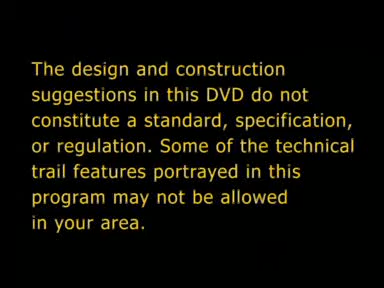 The design and construction
suggestions in this DVD do not
constitute a standard, specification,
or regulation. Some of the technical
trail features portrayed in this
program may not be allowed
in your area.